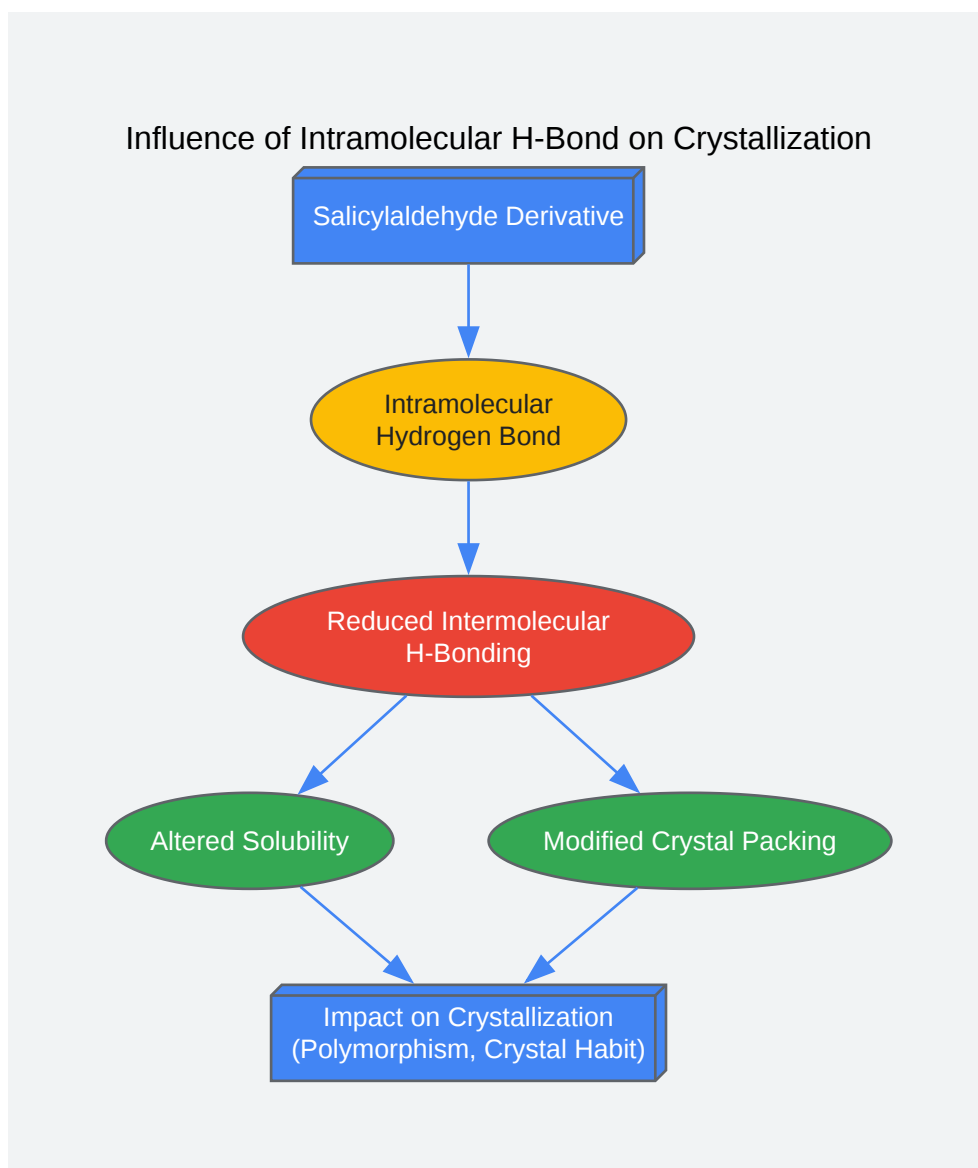 Influence of Intramolecular H-Bond on Crystallization
Salicylaldehyde Derivative
Intramolecular
Hydrogen Bond
Reduced Intermolecular
H-Bonding
Altered Solubility
Modified Crystal Packing
Impact on Crystallization
(Polymorphism, Crystal Habit)